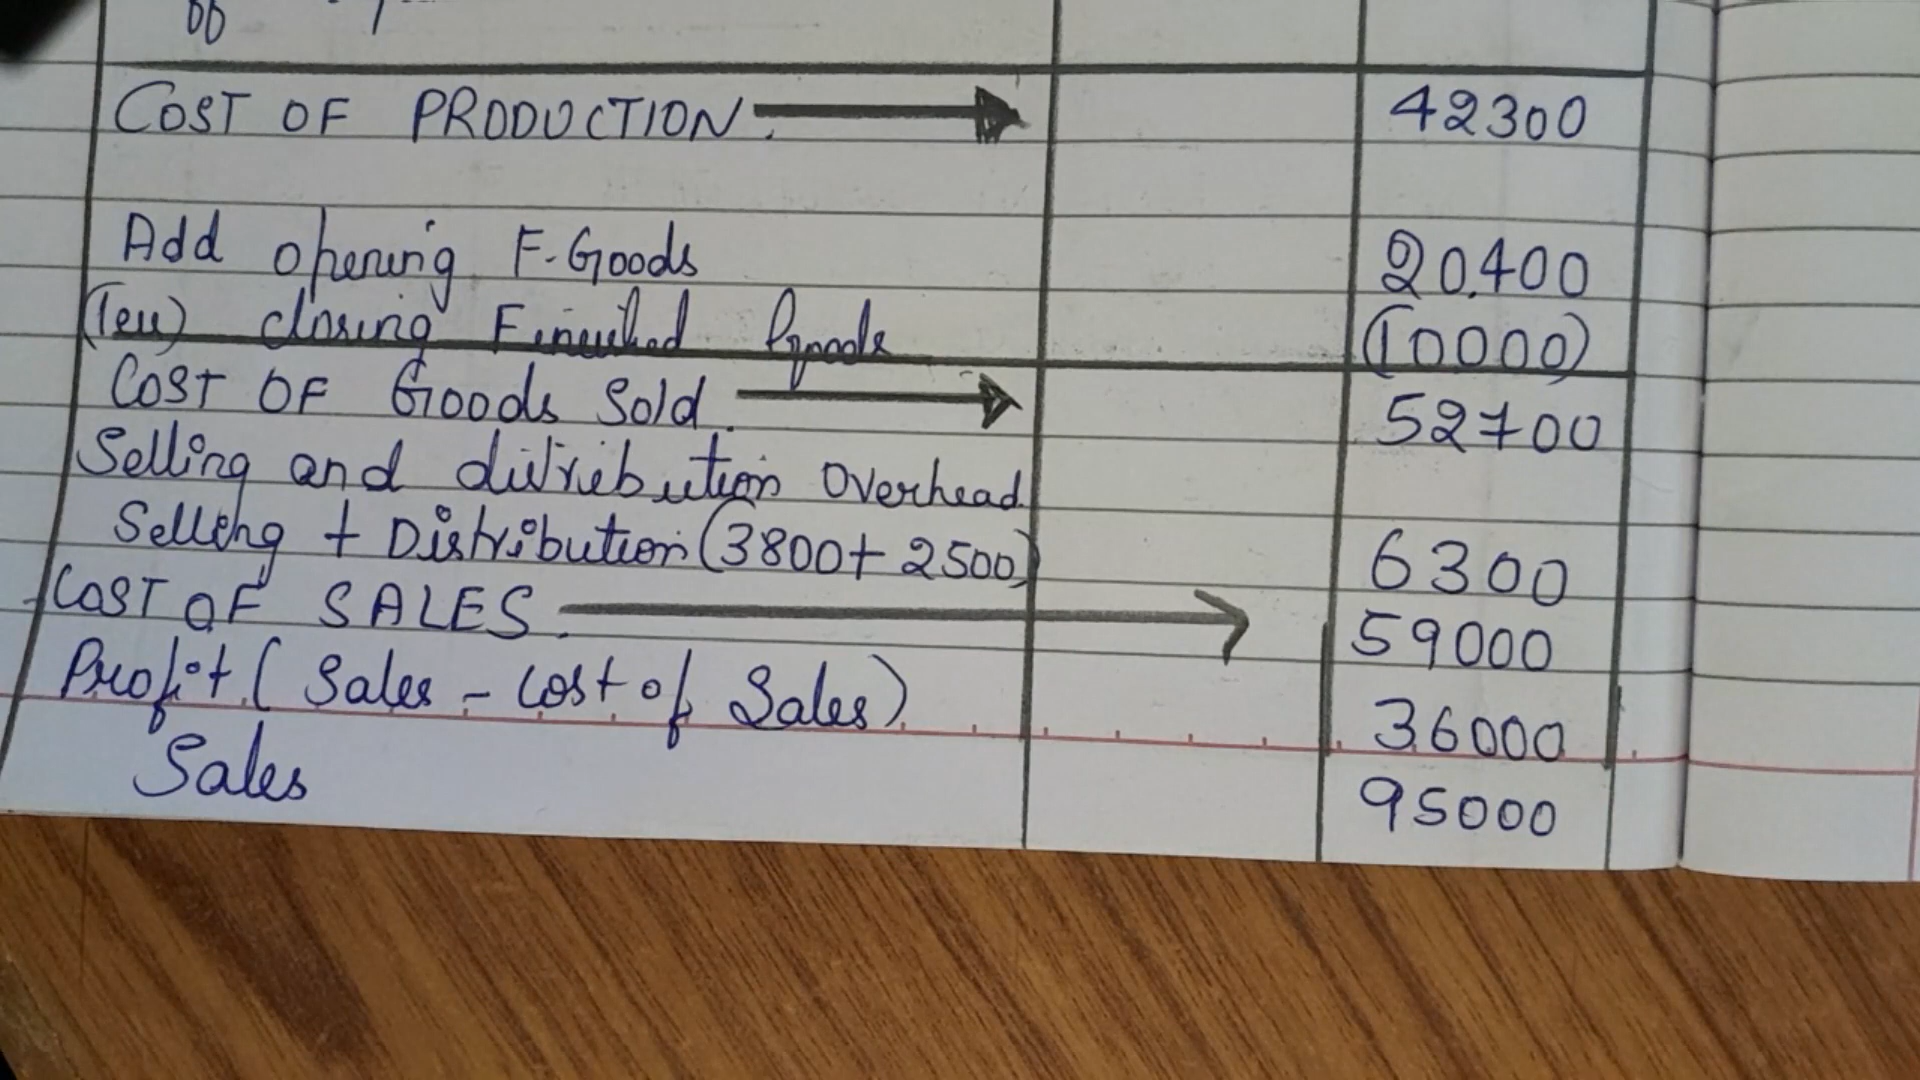 COST OF PRODUCTION. 42300
Add opening F. Goods 20400
(less) closing Finished goods (10000)
COST OF Goods Sold. 52700
Selling and distribution Overhead
Selling + Distribution (3800+2500) 6300
COST OF SALES. 59000
Profit (Sales - Cost of Sales) 36000
Sales 95000